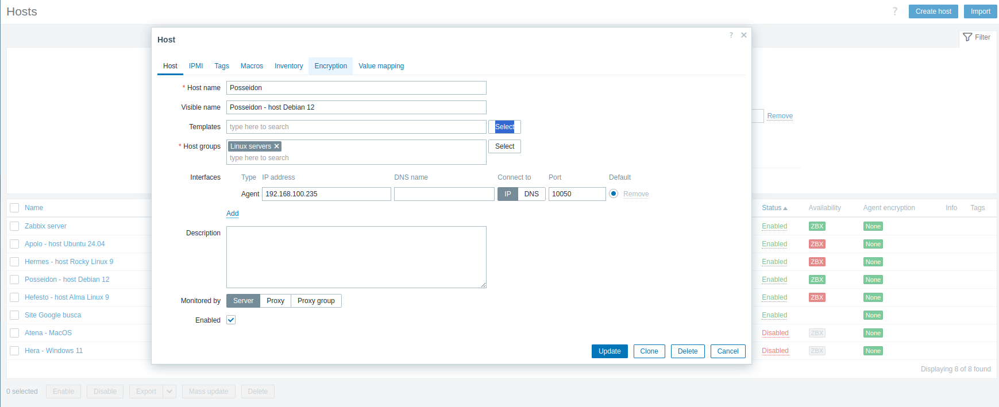 Hosts
?
Create host
Import
Filter
Host
?
Host IPMI Tags Macros Inventory Encryption Value mapping
* Host name Posseidon
Visible name Posseidon - host Debian 12
Templates type here to search Select
Remove
* Host groups Linux servers Select
type here to search
Interfaces Type IP address DNS name Connect to Port Default
Agent 192.168.100.235 IP DNS 10050 Remove
Add
Description
Monitored by Server Proxy Proxy group
Enabled
Update Clone Delete Cancel
Name Status Availability Agent encryption Info Tags
Zabbix server Enabled ZBX None
Apolo - host Ubuntu 24.04 Enabled ZBX None
Hermes - host Rocky Linux 9 Enabled ZBX None
Posseidon - host Debian 12 Enabled ZBX None
Hefesto - host Alma Linux 9 Enabled ZBX None
Site Google busca Enabled None
Atena - MacOS Disabled ZBX None
Hera - Windows 11 Disabled ZBX None
Displaying 8 of 8 found
0 selected Enable Disable Export Mass update Delete